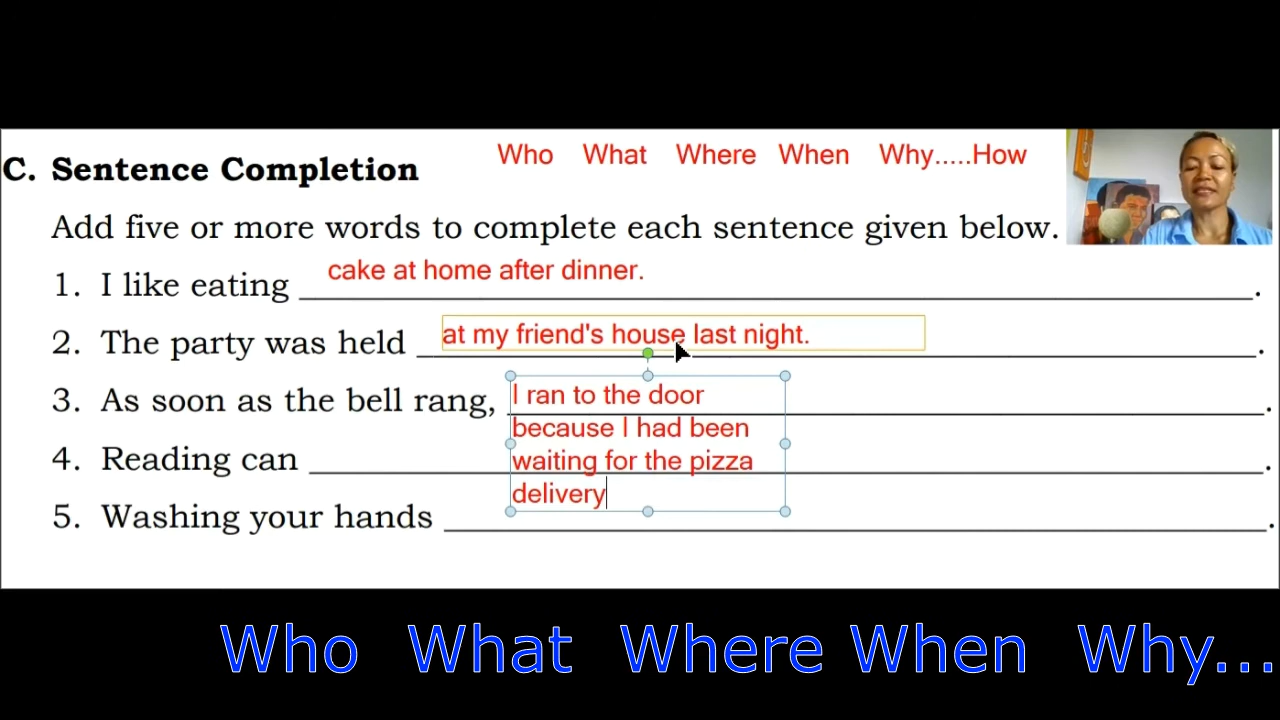 Who What Where When Why.....How
C. Sentence Completion
Add five or more words to complete each sentence given below.
1. I like eating cake at home after dinner. .
2. The party was held at my friend's house last night. .
3. As soon as the bell rang, I ran to the door .
because I had been
waiting for the pizza
4. Reading can .
delivery
5. Washing your hands .
Who What Where When Why...